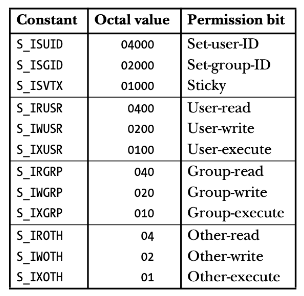 Constant Octal value Permission bit
S_ISUID 04000 Set-user-ID
S_ISGID 02000 Set-group-ID
S_ISVTX 01000 Sticky
S_IRUSR 0400 User-read
S_IWUSR 0200 User-write
S_IXUSR 0100 User-execute
S_IRGRP 040 Group-read
S_IWGRP 020 Group-write
S_IXGRP 010 Group-execute
S_IROTH 04 Other-read
S_IWOTH 02 Other-write
S_IXOTH 01 Other-execute